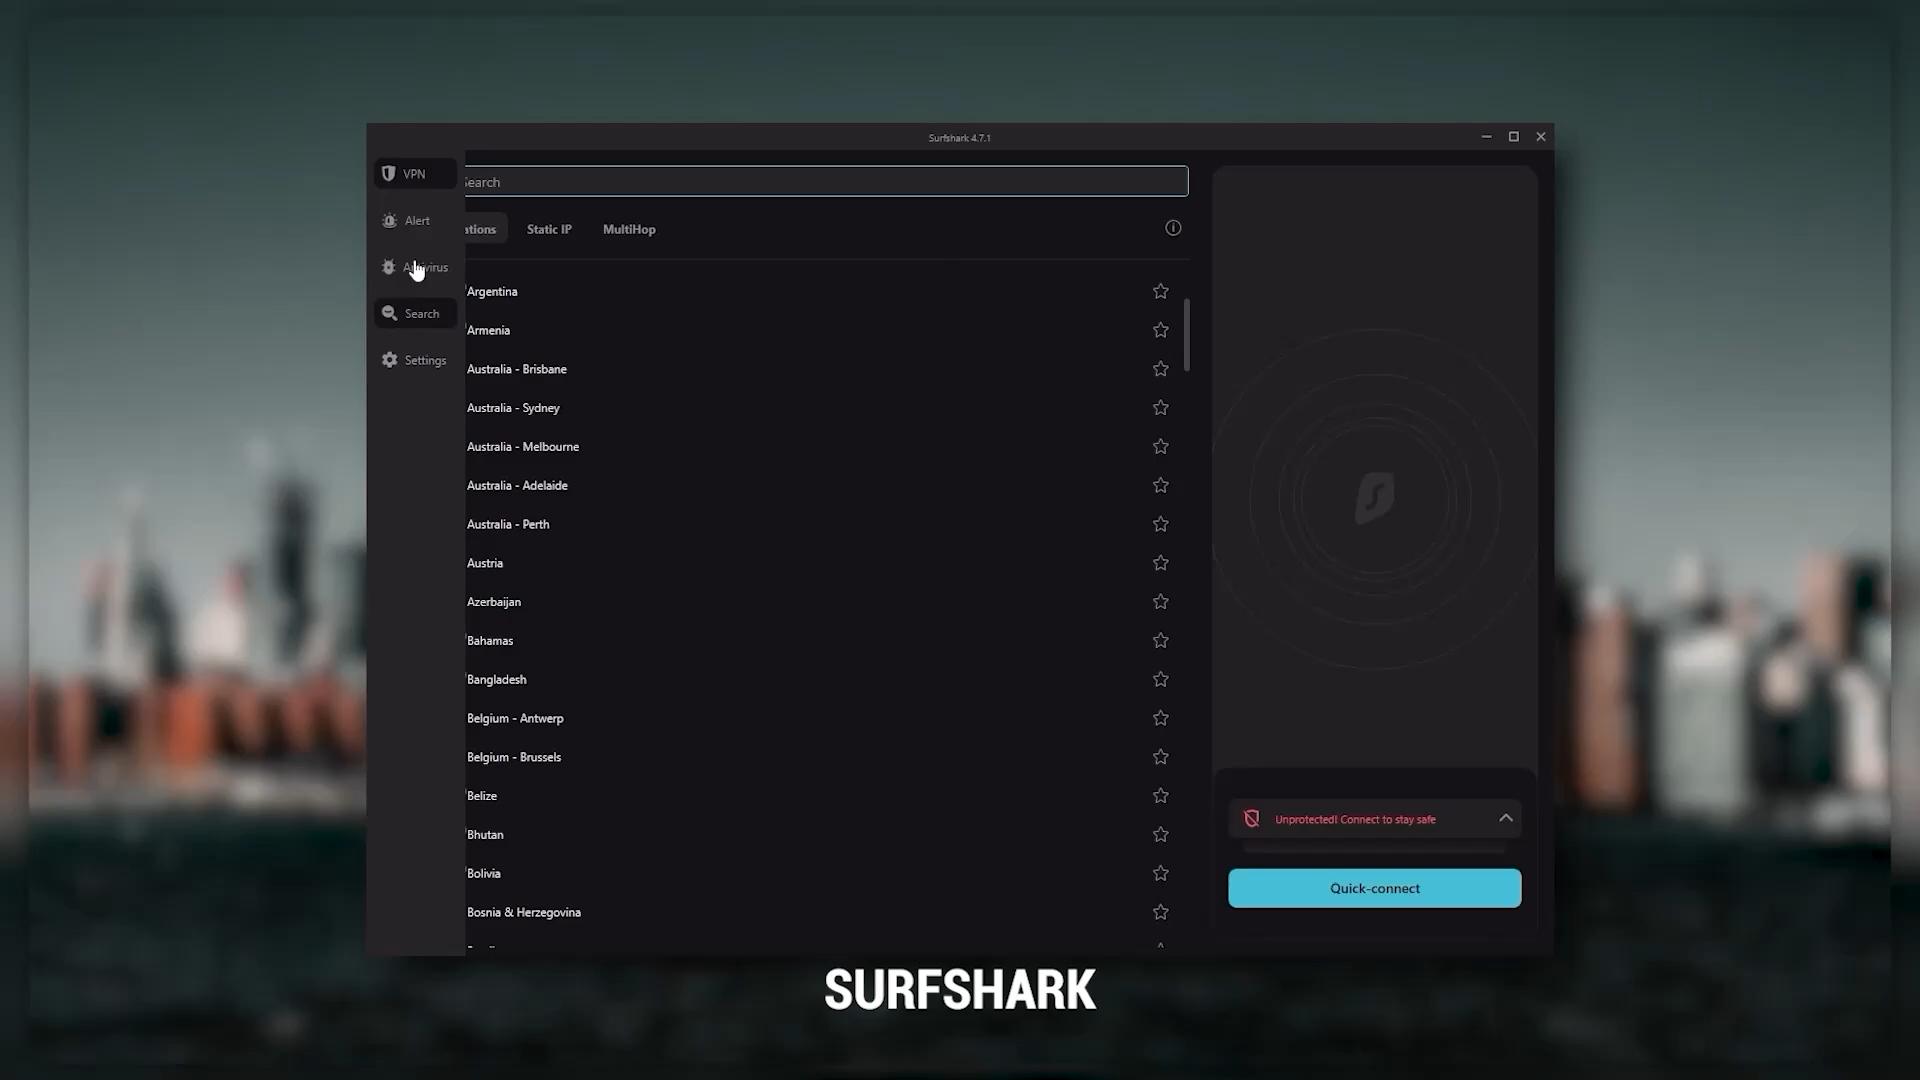 Surfshark 4.7.1
VPN
Alert
Antivirus
Search
Settings
Search
ations
Static IP
MultiHop
Argentina
Armenia
Australia - Brisbane
Australia - Sydney
Australia - Melbourne
Australia - Adelaide
Australia - Perth
Austria
Azerbaijan
Bahamas
Bangladesh
Belgium - Antwerp
Belgium - Brussels
Belize
Bhutan
Bolivia
Bosnia & Herzegovina
Unprotected! Connect to stay safe
Quick-connect
SURFSHARK